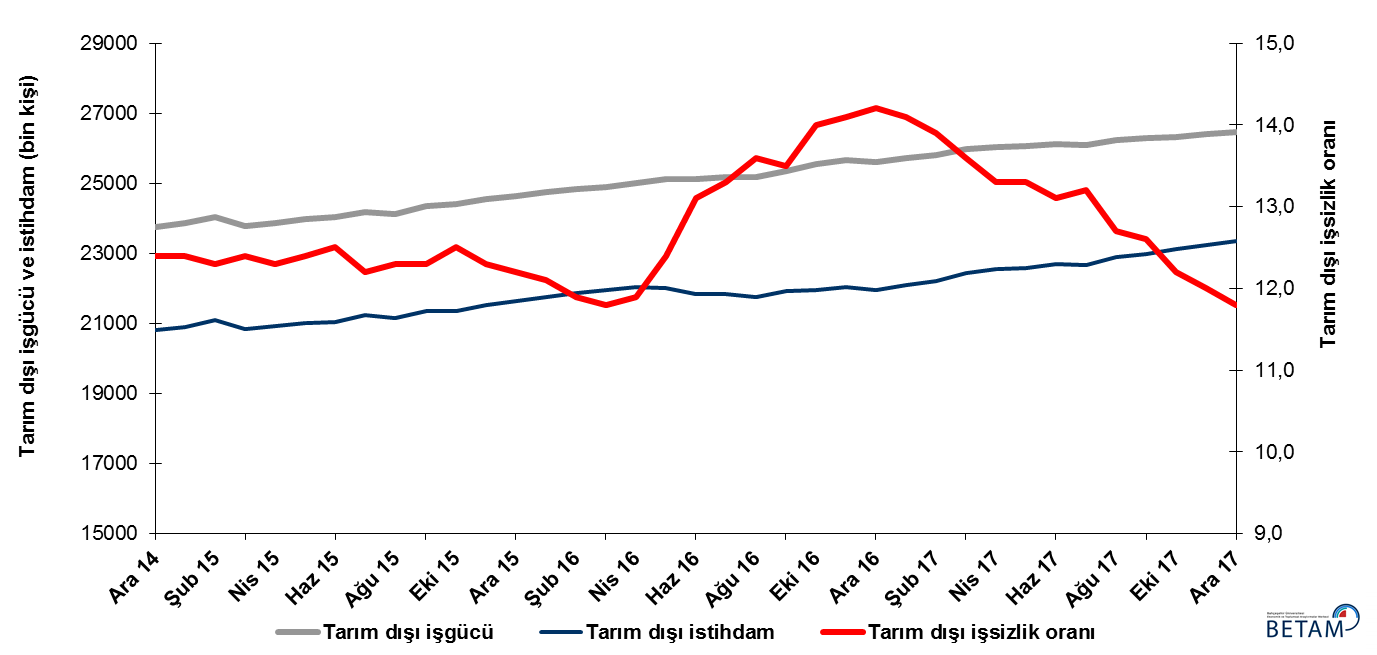 Tarım dışı işgücü ve istihdam (bin kişi)
29000
27000
25000
23000
21000
19000
17000
15000
15,0
14,0
13,0
12,0
11,0
10,0
9,0
Tarım dışı işsizlik oranı
Ara 14
Şub 15
Nis 15
Haz 15
Ağu 15
Eki 15
Ara 15
Şub 16
Nis 16
Haz 16
Ağu 16
Eki 16
Ara 16
Şub 17
Nis 17
Haz 17
Ağu 17
Eki 17
Ara 17
Tarım dışı işgücü
Tarım dışı istihdam
Tarım dışı işsizlik oranı
BETAM